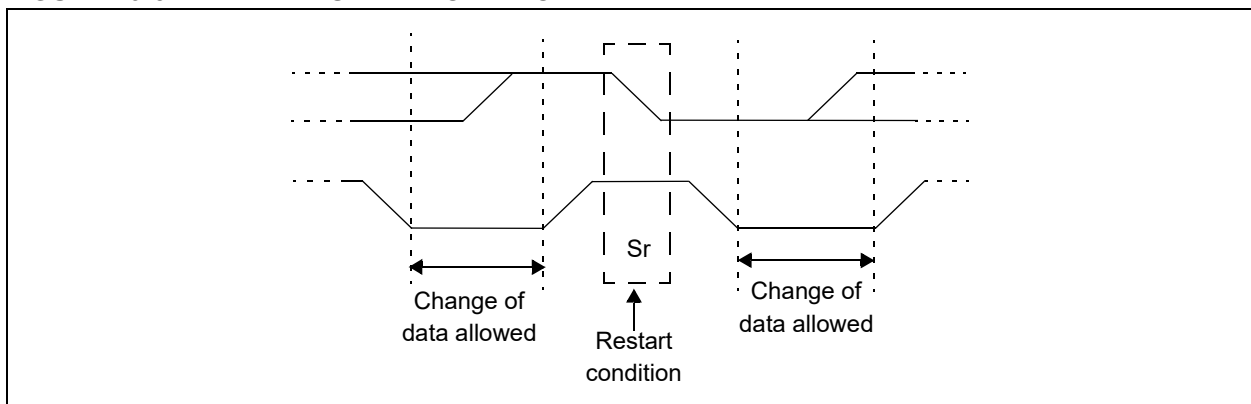 Sr
Change of
data allowed
Restart
condition
Change of
data allowed